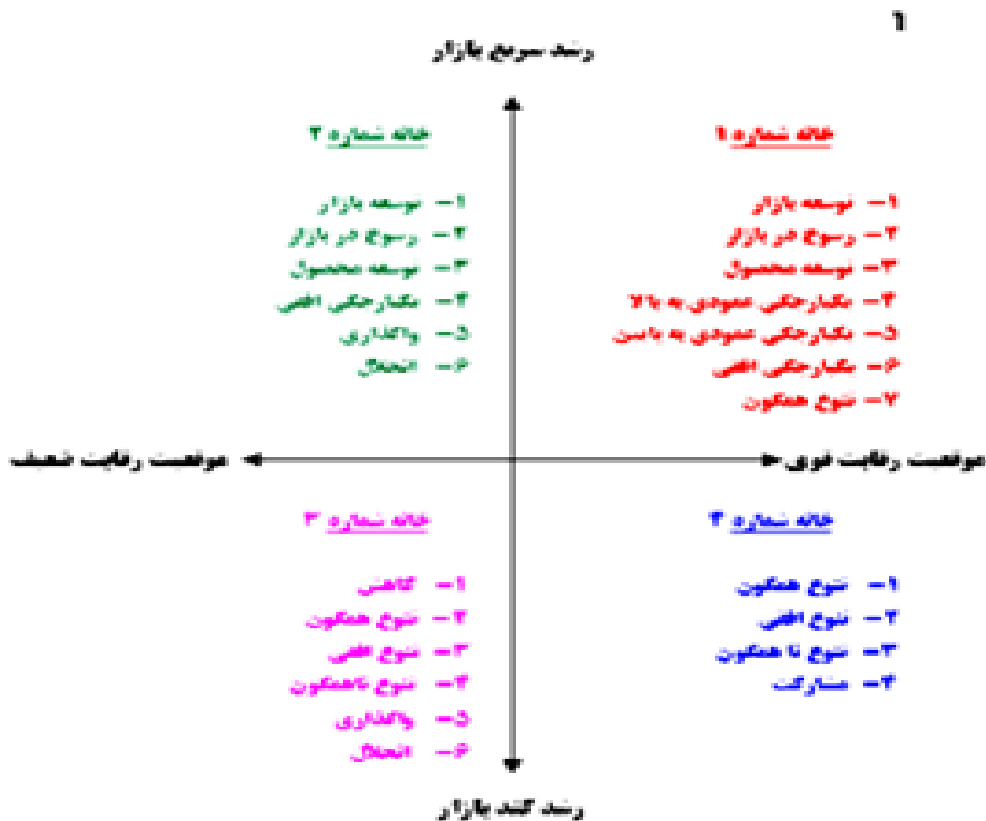 ۱
رشد سریع بازار
خانه شماره ۱
۱- توسعه بازار
۲- رسوخ در بازار
۳- توسعه محصول
۴- یکپارچگی عمودی به بالا
۵- یکپارچگی عمودی به پایین
۶- یکپارچگی افقی
۷- تنوع همگون
خانه شماره ۲
۱- توسعه بازار
۲- رسوخ در بازار
۳- توسعه محصول
۴- یکپارچگی افقی
۵- واگذاری
۶- انحلال
موقعیت رقابت قوی
موقعیت رقابت ضعیف
خانه شماره ۴
۱- تنوع همگون
۲- تنوع افقی
۳- تنوع نا همگون
۴- مشارکت
خانه شماره ۳
۱- کاهش
۲- تنوع همگون
۳- تنوع افقی
۴- تنوع ناهمگون
۵- واگذاری
۶- انحلال
رشد کند بازار